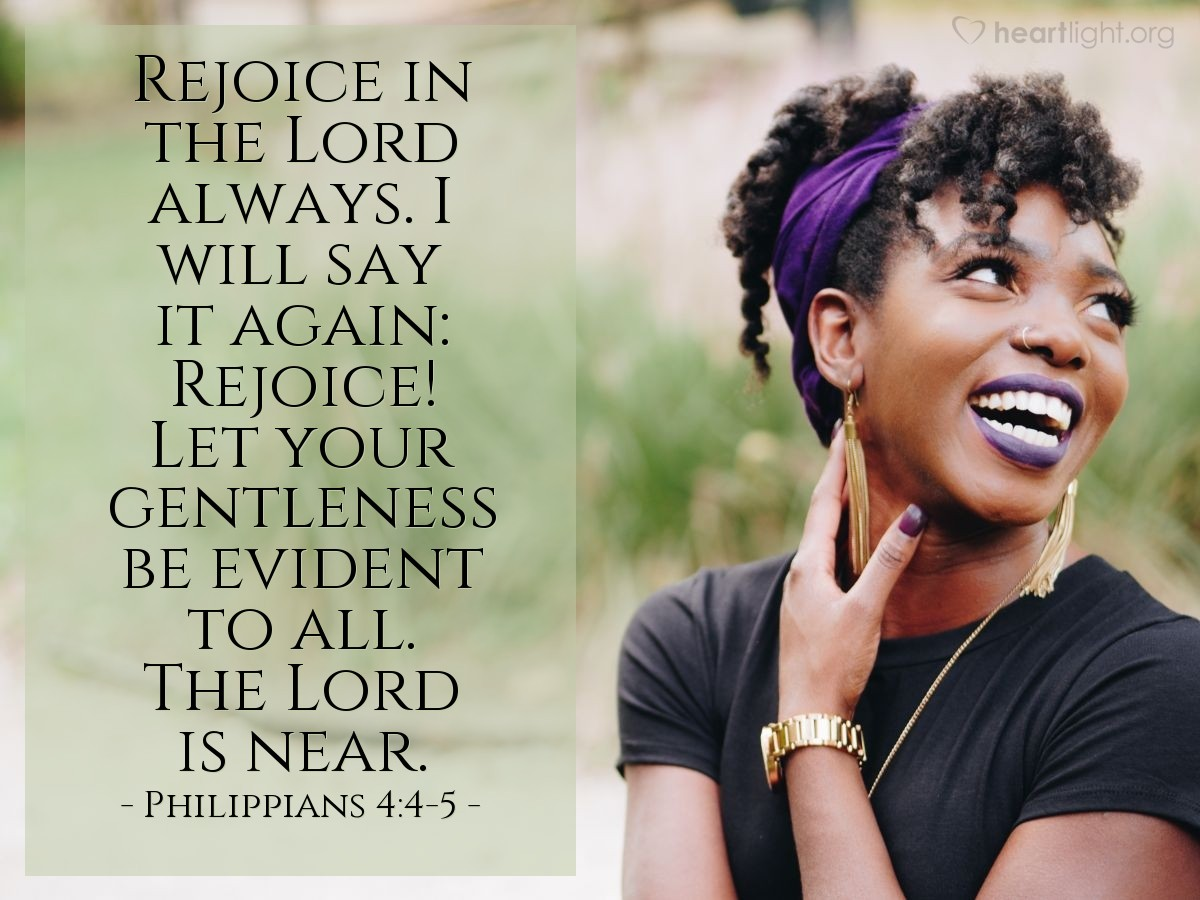 heartlight.org
Rejoice in
the Lord
always. I
will say
it again:
Rejoice!
Let your
gentleness
be evident
to all.
The Lord
is near.
- Philippians 4:4-5 -